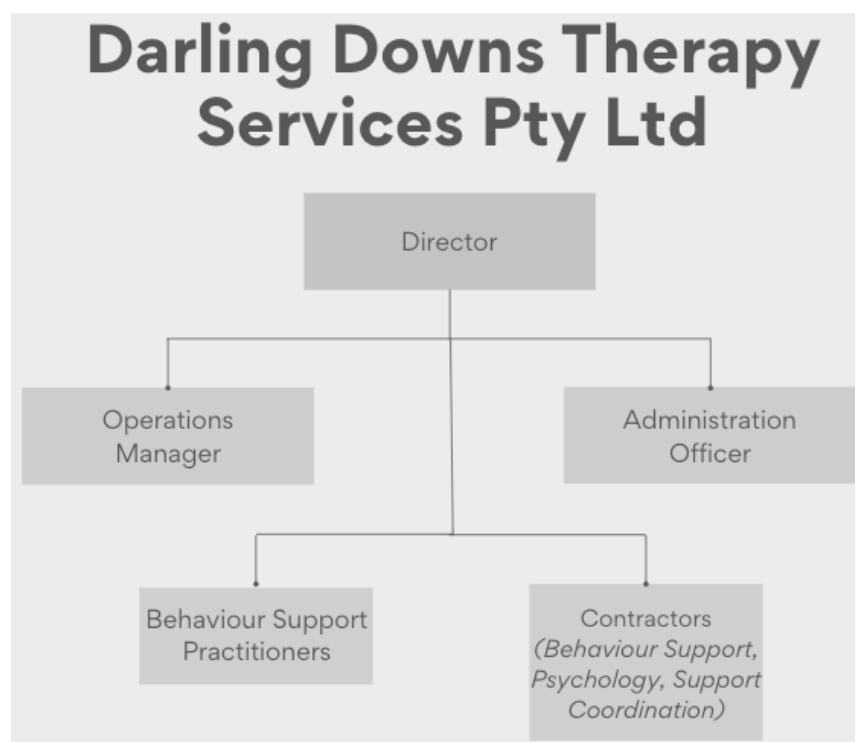 Darling Downs Therapy
Services Pty Ltd
Director
Operations
Manager
Administration
Officer
Behaviour Support
Practitioners
Contractors
(Behaviour Support,
Psychology, Support
Coordination)